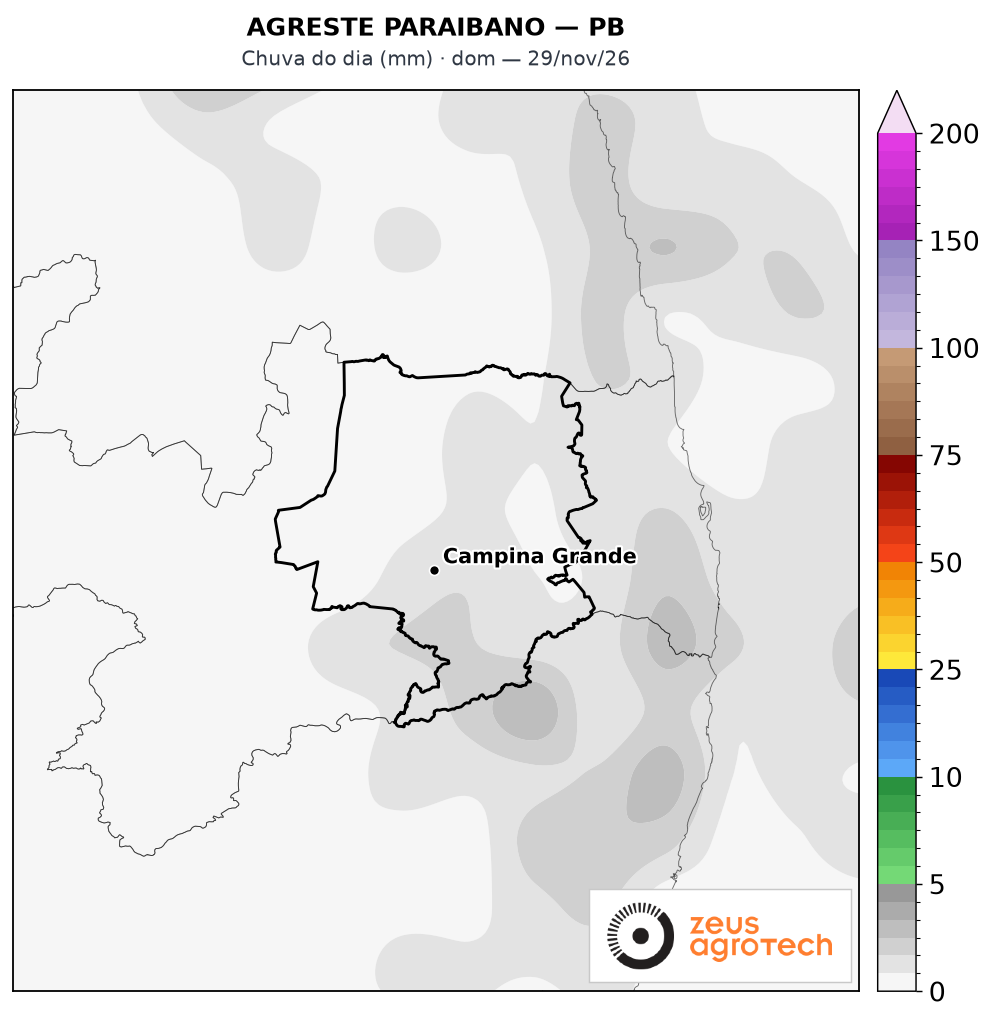 AGRESTE PARAIBANO — PB
Chuva do dia (mm) · dom — 29/nov/26
200
150
100
75
50
25
10
5
0
Campina Grande
zeus
agrotech